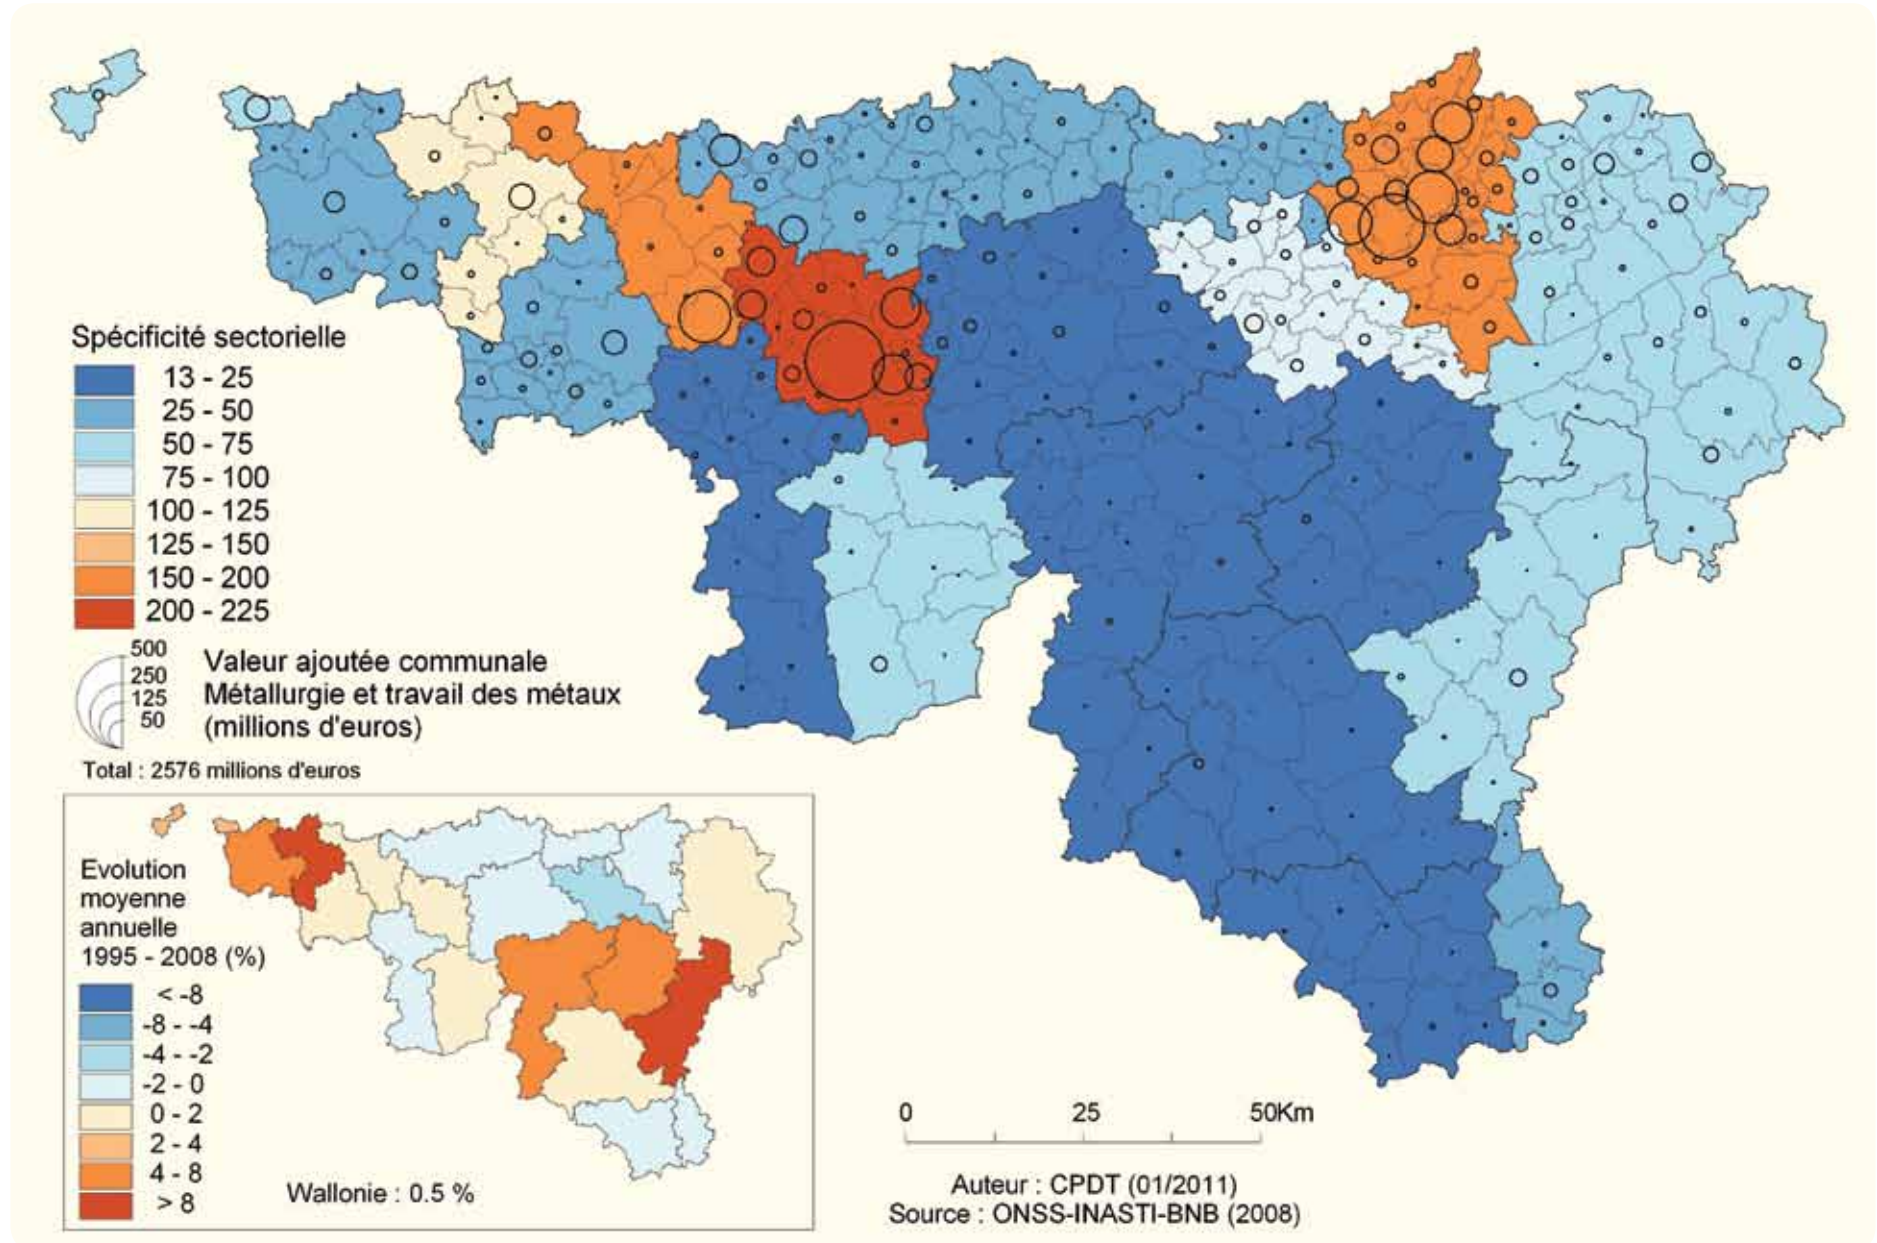 Spécificité sectorielle
13 - 25
25 - 50
50 - 75
75 - 100
100 - 125
125 - 150
150 - 200
200 - 225
500
250
125
50
Valeur ajoutée communale
Métallurgie et travail des métaux
(millions d'euros)
Total : 2576 millions d'euros
Evolution
moyenne
annuelle
1995 - 2008 (%)
< -8
-8 - -4
-4 - -2
-2 - 0
0 - 2
2 - 4
4 - 8
> 8
Wallonie : 0.5 %
0 25 50Km
Auteur : CPDT (01/2011)
Source : ONSS-INASTI-BNB (2008)